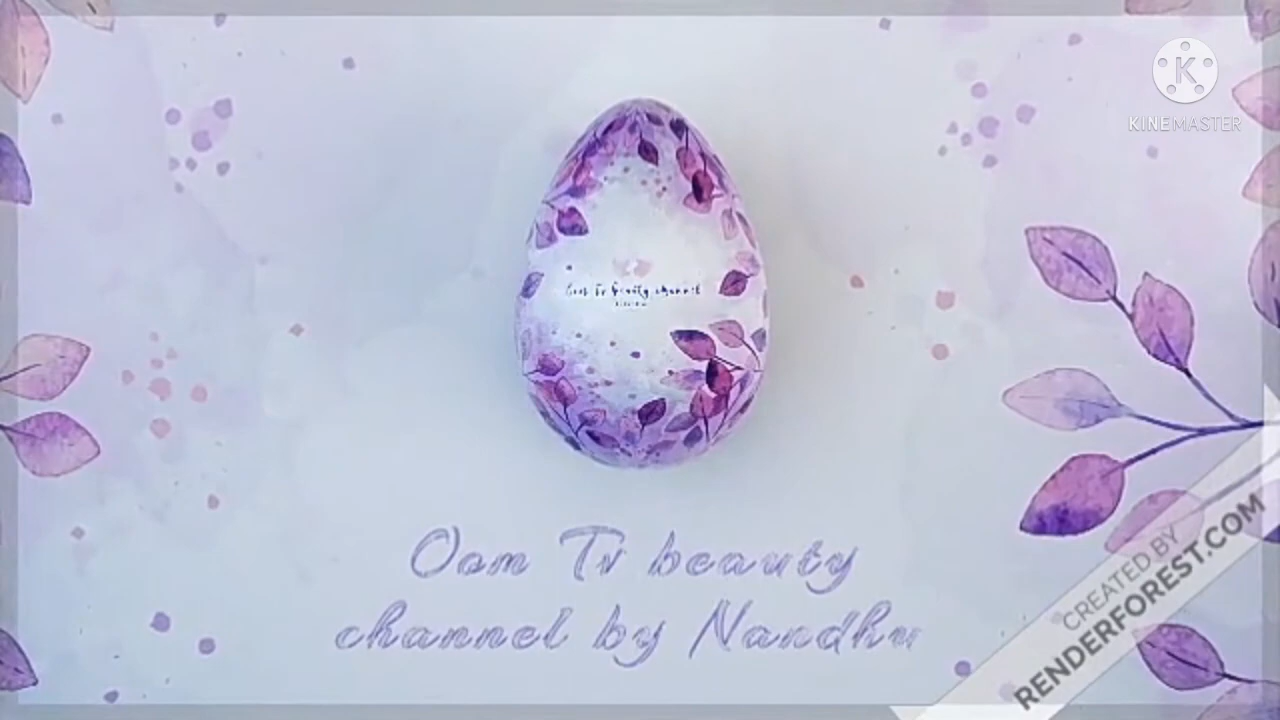 K
KINEMASTER
Oom Tv beauty
channel by Nandhu
CREATED BY
RENDERFOREST.COM